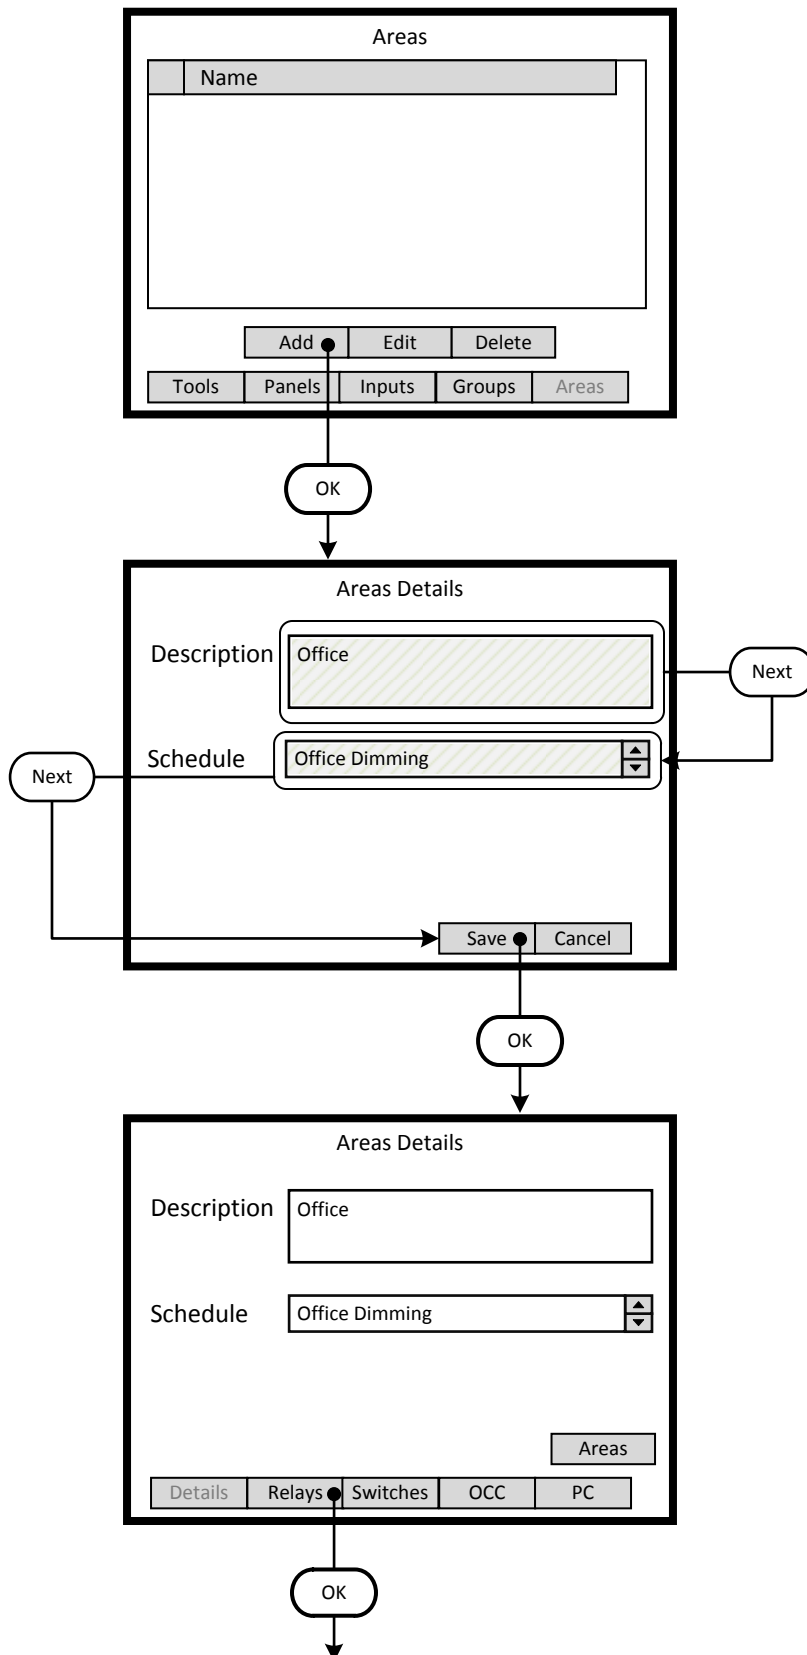 Areas
Name
Add Edit Delete
Tools Panels Inputs Groups Areas
OK
Areas Details
Description Office
Next
Schedule Office Dimming
Next
Save Cancel
OK
Areas Details
Description Office
Schedule Office Dimming
Areas
Details Relays Switches OCC PC
OK